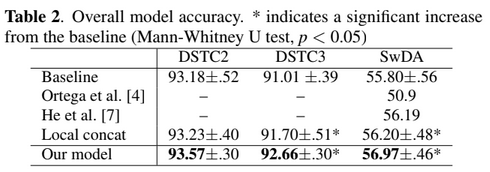 Table 2. Overall model accuracy. * indicates a significant increase
from the baseline (Mann-Whitney U test, p < 0.05)
DSTC2 DSTC3 SwDA
Baseline 93.18±.52 91.01 ±.39 55.80±.56
Ortega et al. [4] – – 50.9
He et al. [7] – – 56.19
Local concat 93.23±.40 91.70±.51* 56.20±.48*
Our model 93.57±.30 92.66±.30* 56.97±.46*